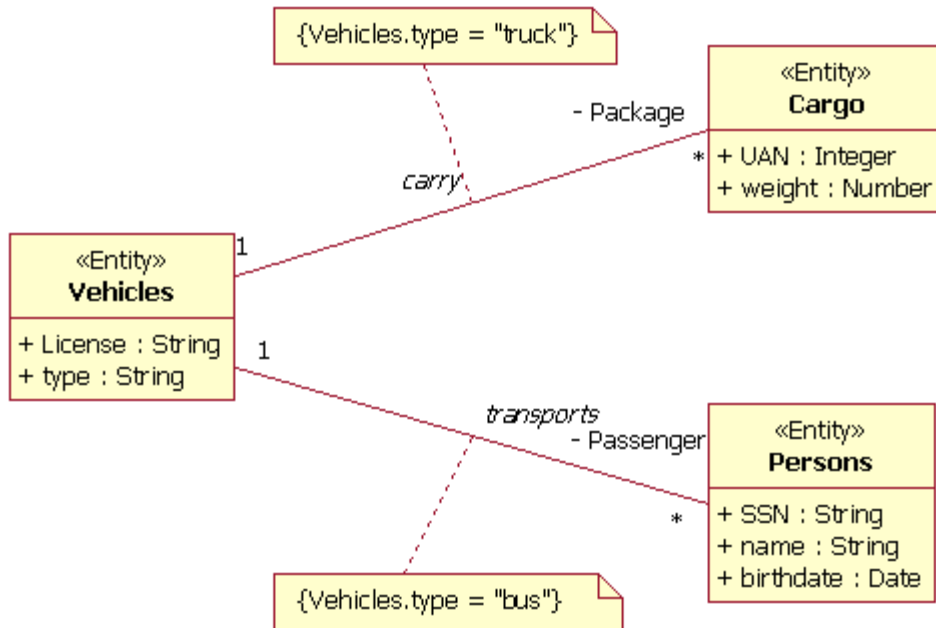 {Vehicles.type = "truck"}
«Entity»
Cargo
+ UAN : Integer
+ weight : Number
- Package
*
carry
1
«Entity»
Vehicles
+ License : String
+ type : String
1
transports
- Passenger
*
«Entity»
Persons
+ SSN : String
+ name : String
+ birthdate : Date
{Vehicles.type = "bus"}